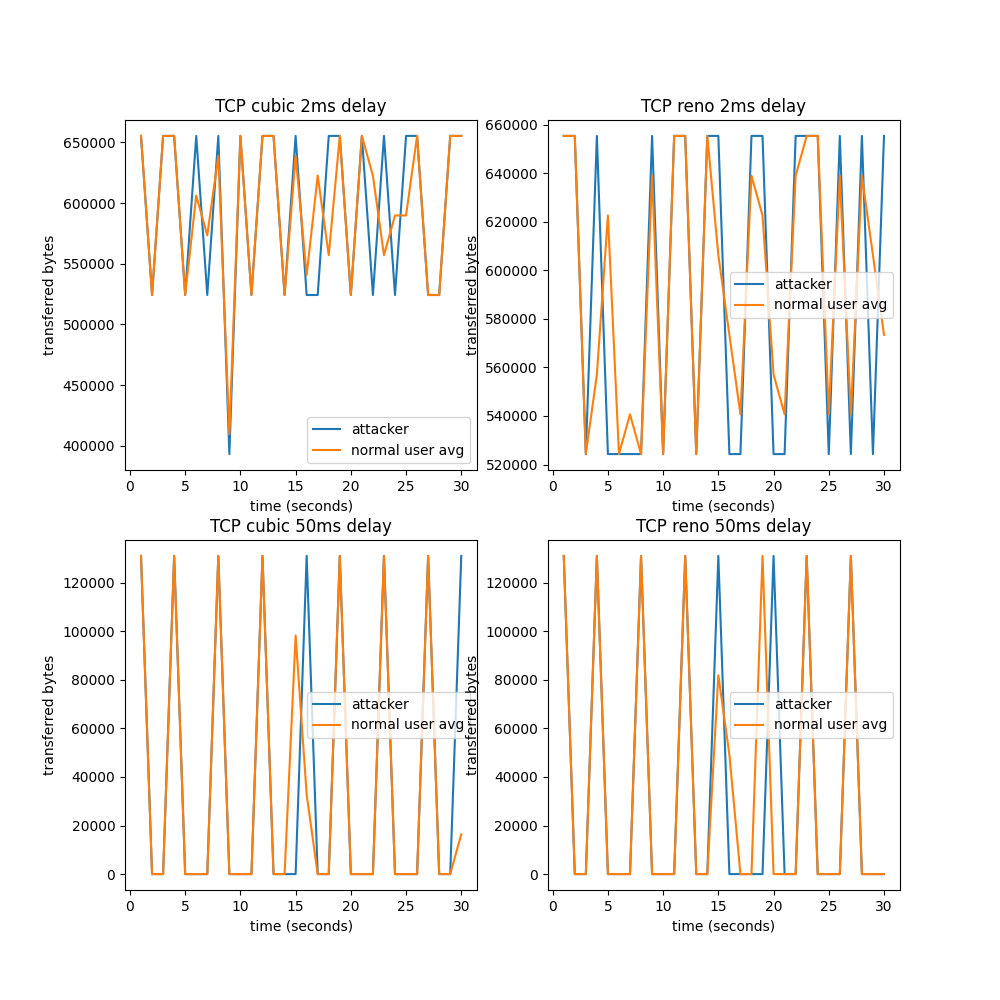 TCP cubic 2ms delay
650000
600000
550000
500000
450000
400000
transferred bytes
attacker
normal user avg
0 5 10 15 20 25 30
time (seconds)
TCP reno 2ms delay
660000
640000
620000
600000
580000
560000
540000
520000
transferred bytes
attacker
normal user avg
0 5 10 15 20 25 30
time (seconds)
TCP cubic 50ms delay
120000
100000
80000
60000
40000
20000
0
transferred bytes
attacker
normal user avg
0 5 10 15 20 25 30
time (seconds)
TCP reno 50ms delay
120000
100000
80000
60000
40000
20000
0
transferred bytes
attacker
normal user avg
0 5 10 15 20 25 30
time (seconds)